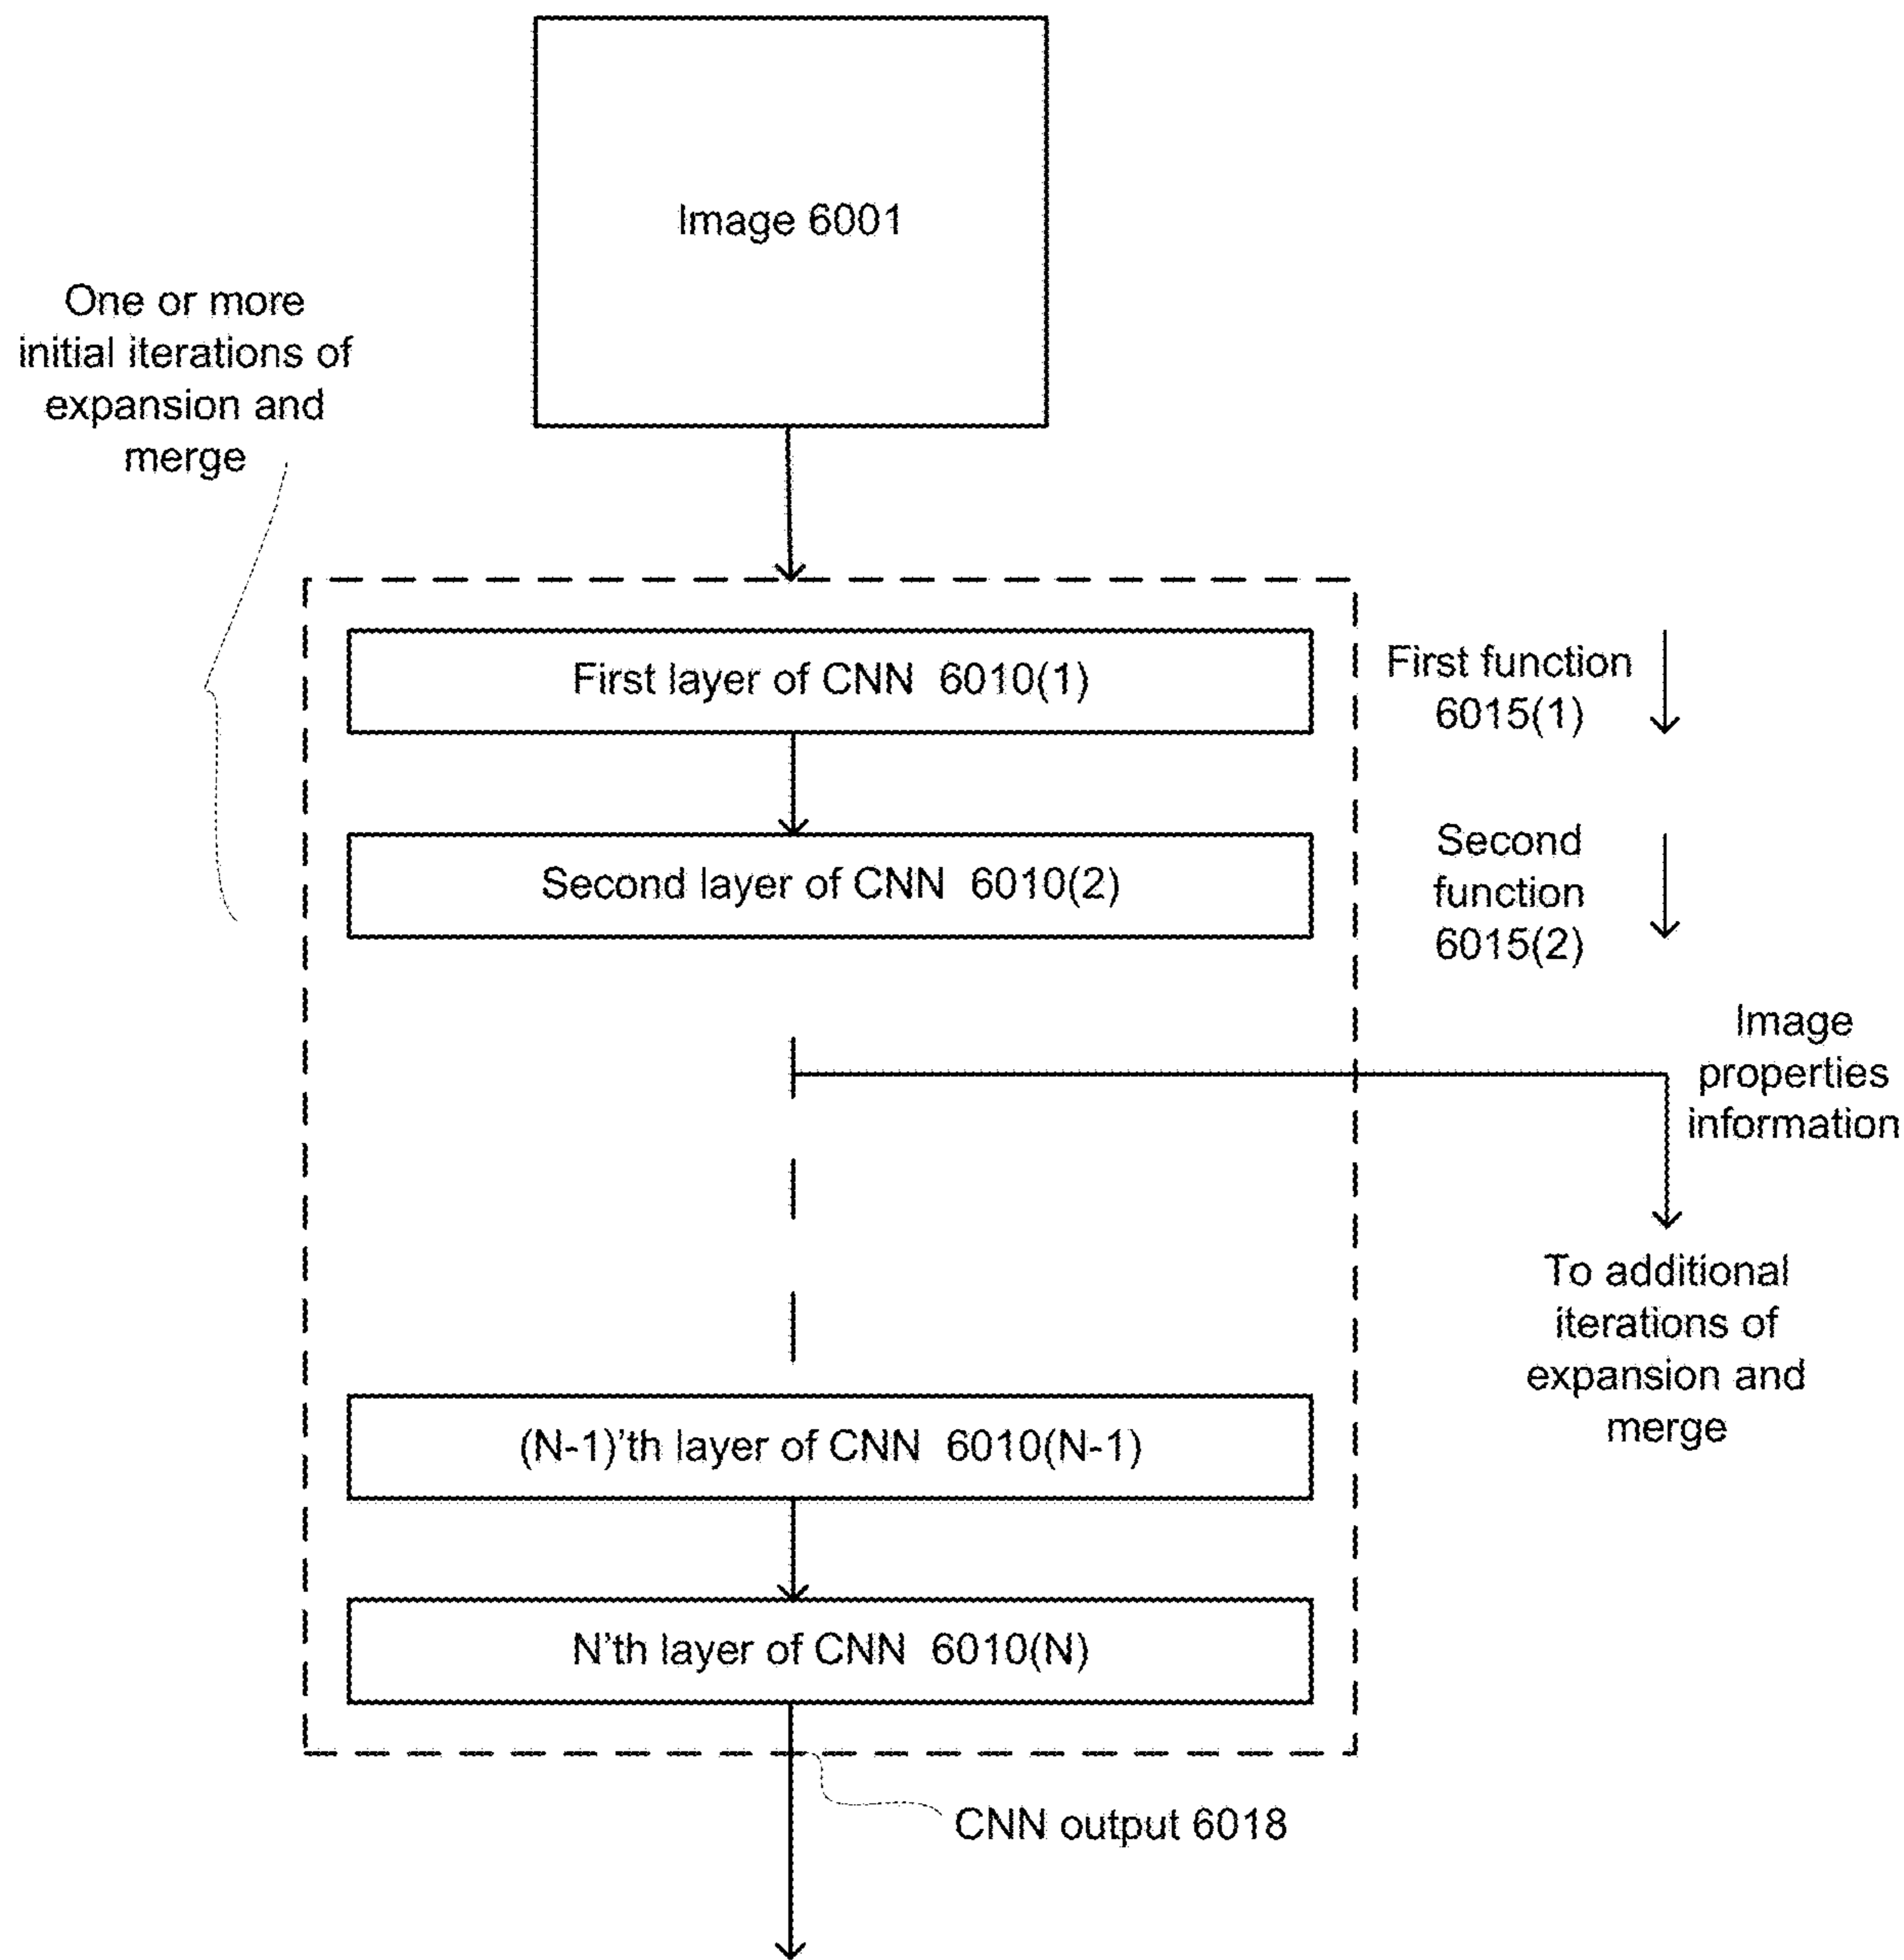 Image 6001
One or more
initial iterations of
expansion and
merge
First layer of CNN 6010(1)
First function
6015(1)
Second layer of CNN 6010(2)
Second
function
6015(2)
Image
properties
information
To additional
iterations of
expansion and
merge
(N-1)'th layer of CNN 6010(N-1)
N'th layer of CNN 6010(N)
CNN output 6018